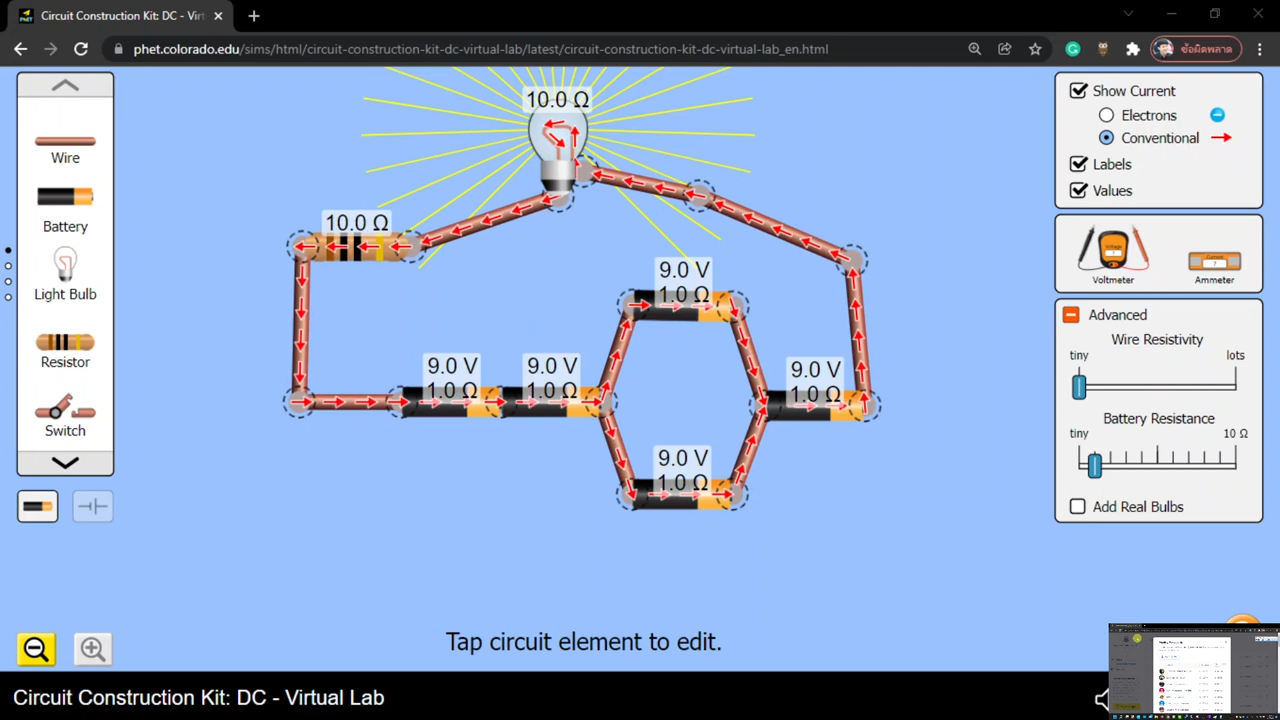 Circuit Construction Kit: DC - Virt
phet.colorado.edu/sims/html/circuit-construction-kit-dc-virtual-lab/latest/circuit-construction-kit-dc-virtual-lab_en.html
ข้อผิดพลาด
Wire
Battery
Light Bulb
Resistor
Switch
10.0 Ω
10.0 Ω
9.0 V
1.0 Ω
9.0 V
1.0 Ω
9.0 V
1.0 Ω
9.0 V
1.0 Ω
9.0 V
1.0 Ω
Show Current
Electrons
Conventional
Labels
Values
Voltage
?
Voltmeter
Current
?
Ammeter
Advanced
Wire Resistivity
tiny lots
Battery Resistance
tiny 10 Ω
Add Real Bulbs
Tap circuit element to edit.
Circuit Construction Kit: DC - Virtual Lab